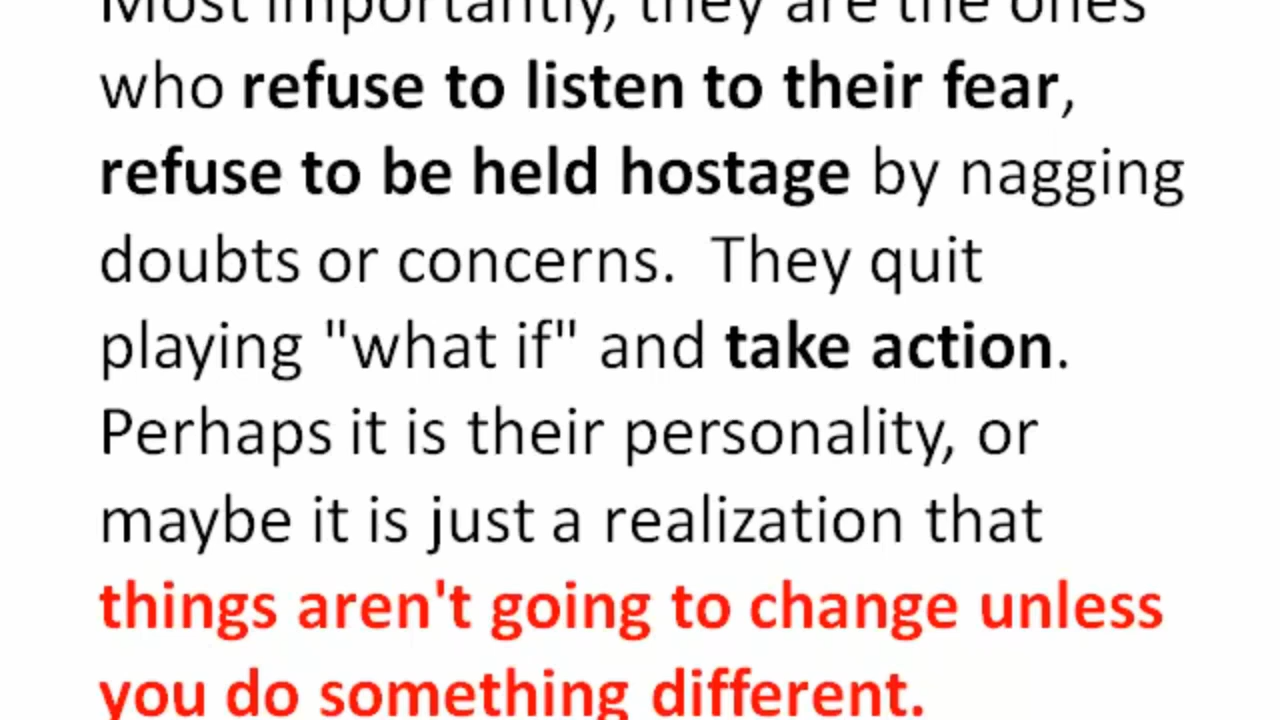 Most importantly, they are the ones
who refuse to listen to their fear,
refuse to be held hostage by nagging
doubts or concerns.  They quit
playing "what if" and take action.
Perhaps it is their personality, or
maybe it is just a realization that
things aren't going to change unless
you do something different.